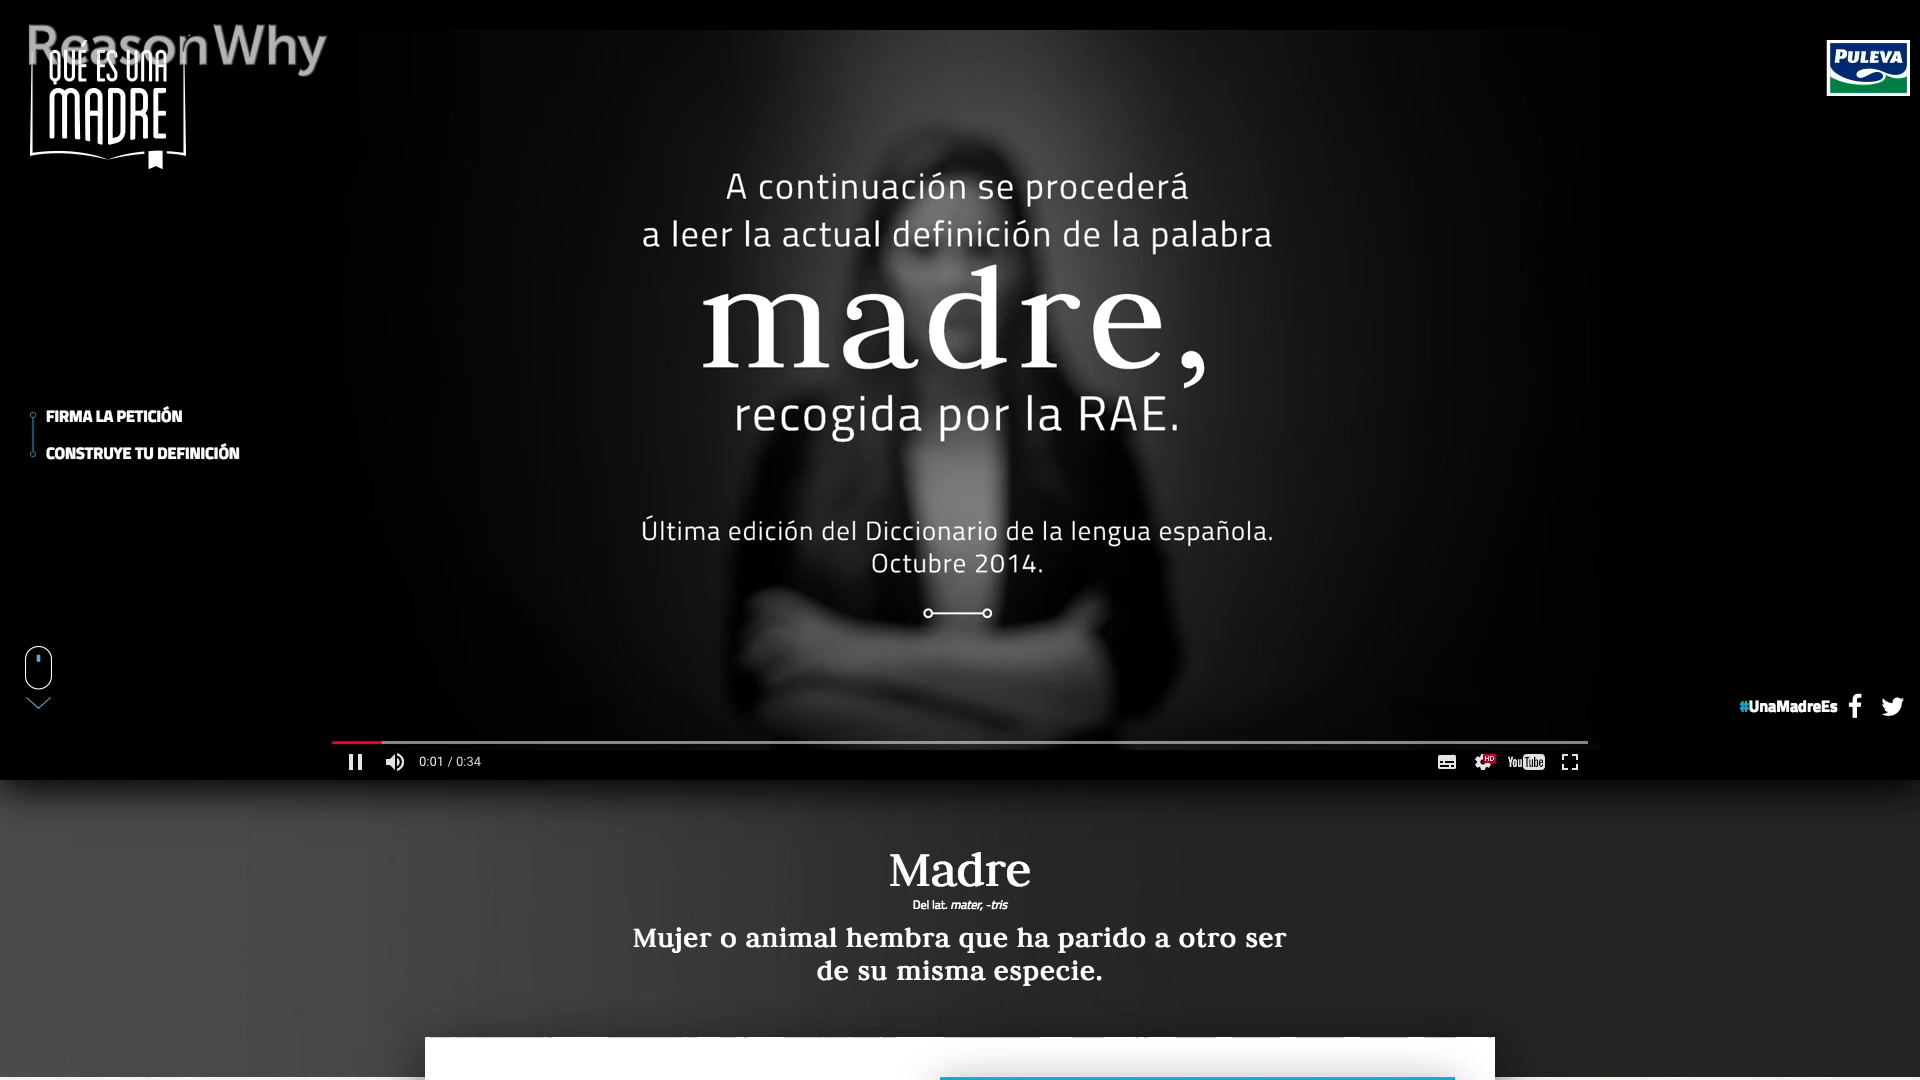 ReasonWhy
QUÉ ES UNA
MADRE
PULEVA
A continuación se procederá
a leer la actual definición de la palabra
madre,
recogida por la RAE.
FIRMA LA PETICIÓN
CONSTRUYE TU DEFINICIÓN
Última edición del Diccionario de la lengua española.
Octubre 2014.
#UnaMadreEs
0:01 / 0:34
HD
YouTube
Madre
Del lat. mater, -tris
Mujer o animal hembra que ha parido a otro ser
de su misma especie.